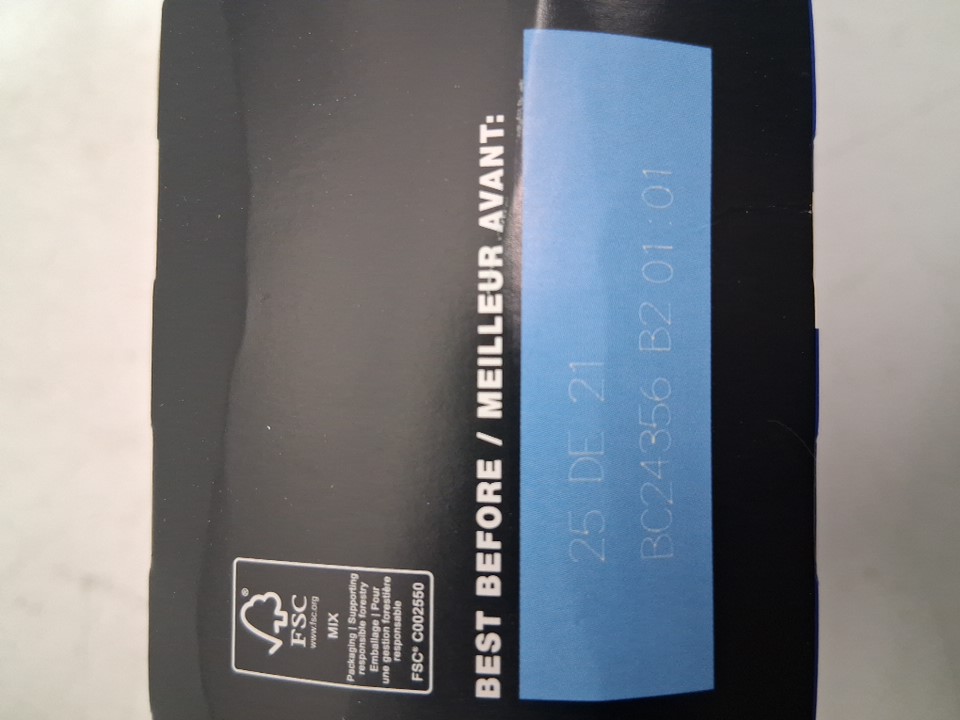 FSC®
www.fsc.org
MIX
Packaging | Supporting
responsible forestry
Emballage | Pour
une gestion forestière
responsable
FSC® C002550
BEST BEFORE / MEILLEUR AVANT:
25 DE 21
BC24356 B2 01:01